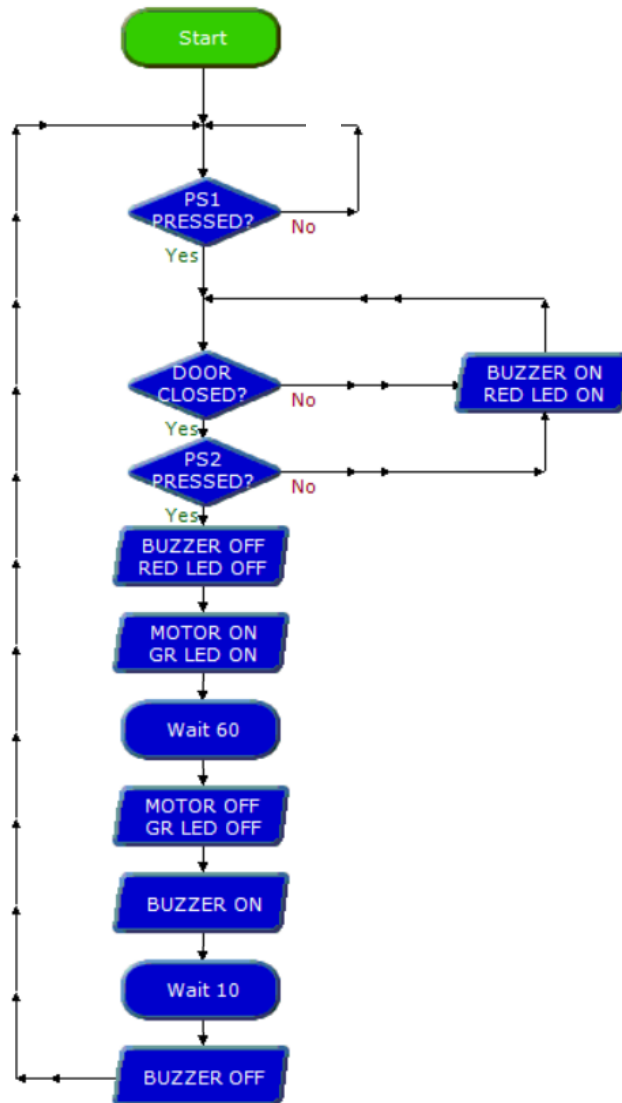 Start
PS1
PRESSED?
No
Yes
DOOR
CLOSED?
No
BUZZER ON
RED LED ON
Yes
PS2
PRESSED?
No
Yes
BUZZER OFF
RED LED OFF
MOTOR ON
GR LED ON
Wait 60
MOTOR OFF
GR LED OFF
BUZZER ON
Wait 10
BUZZER OFF